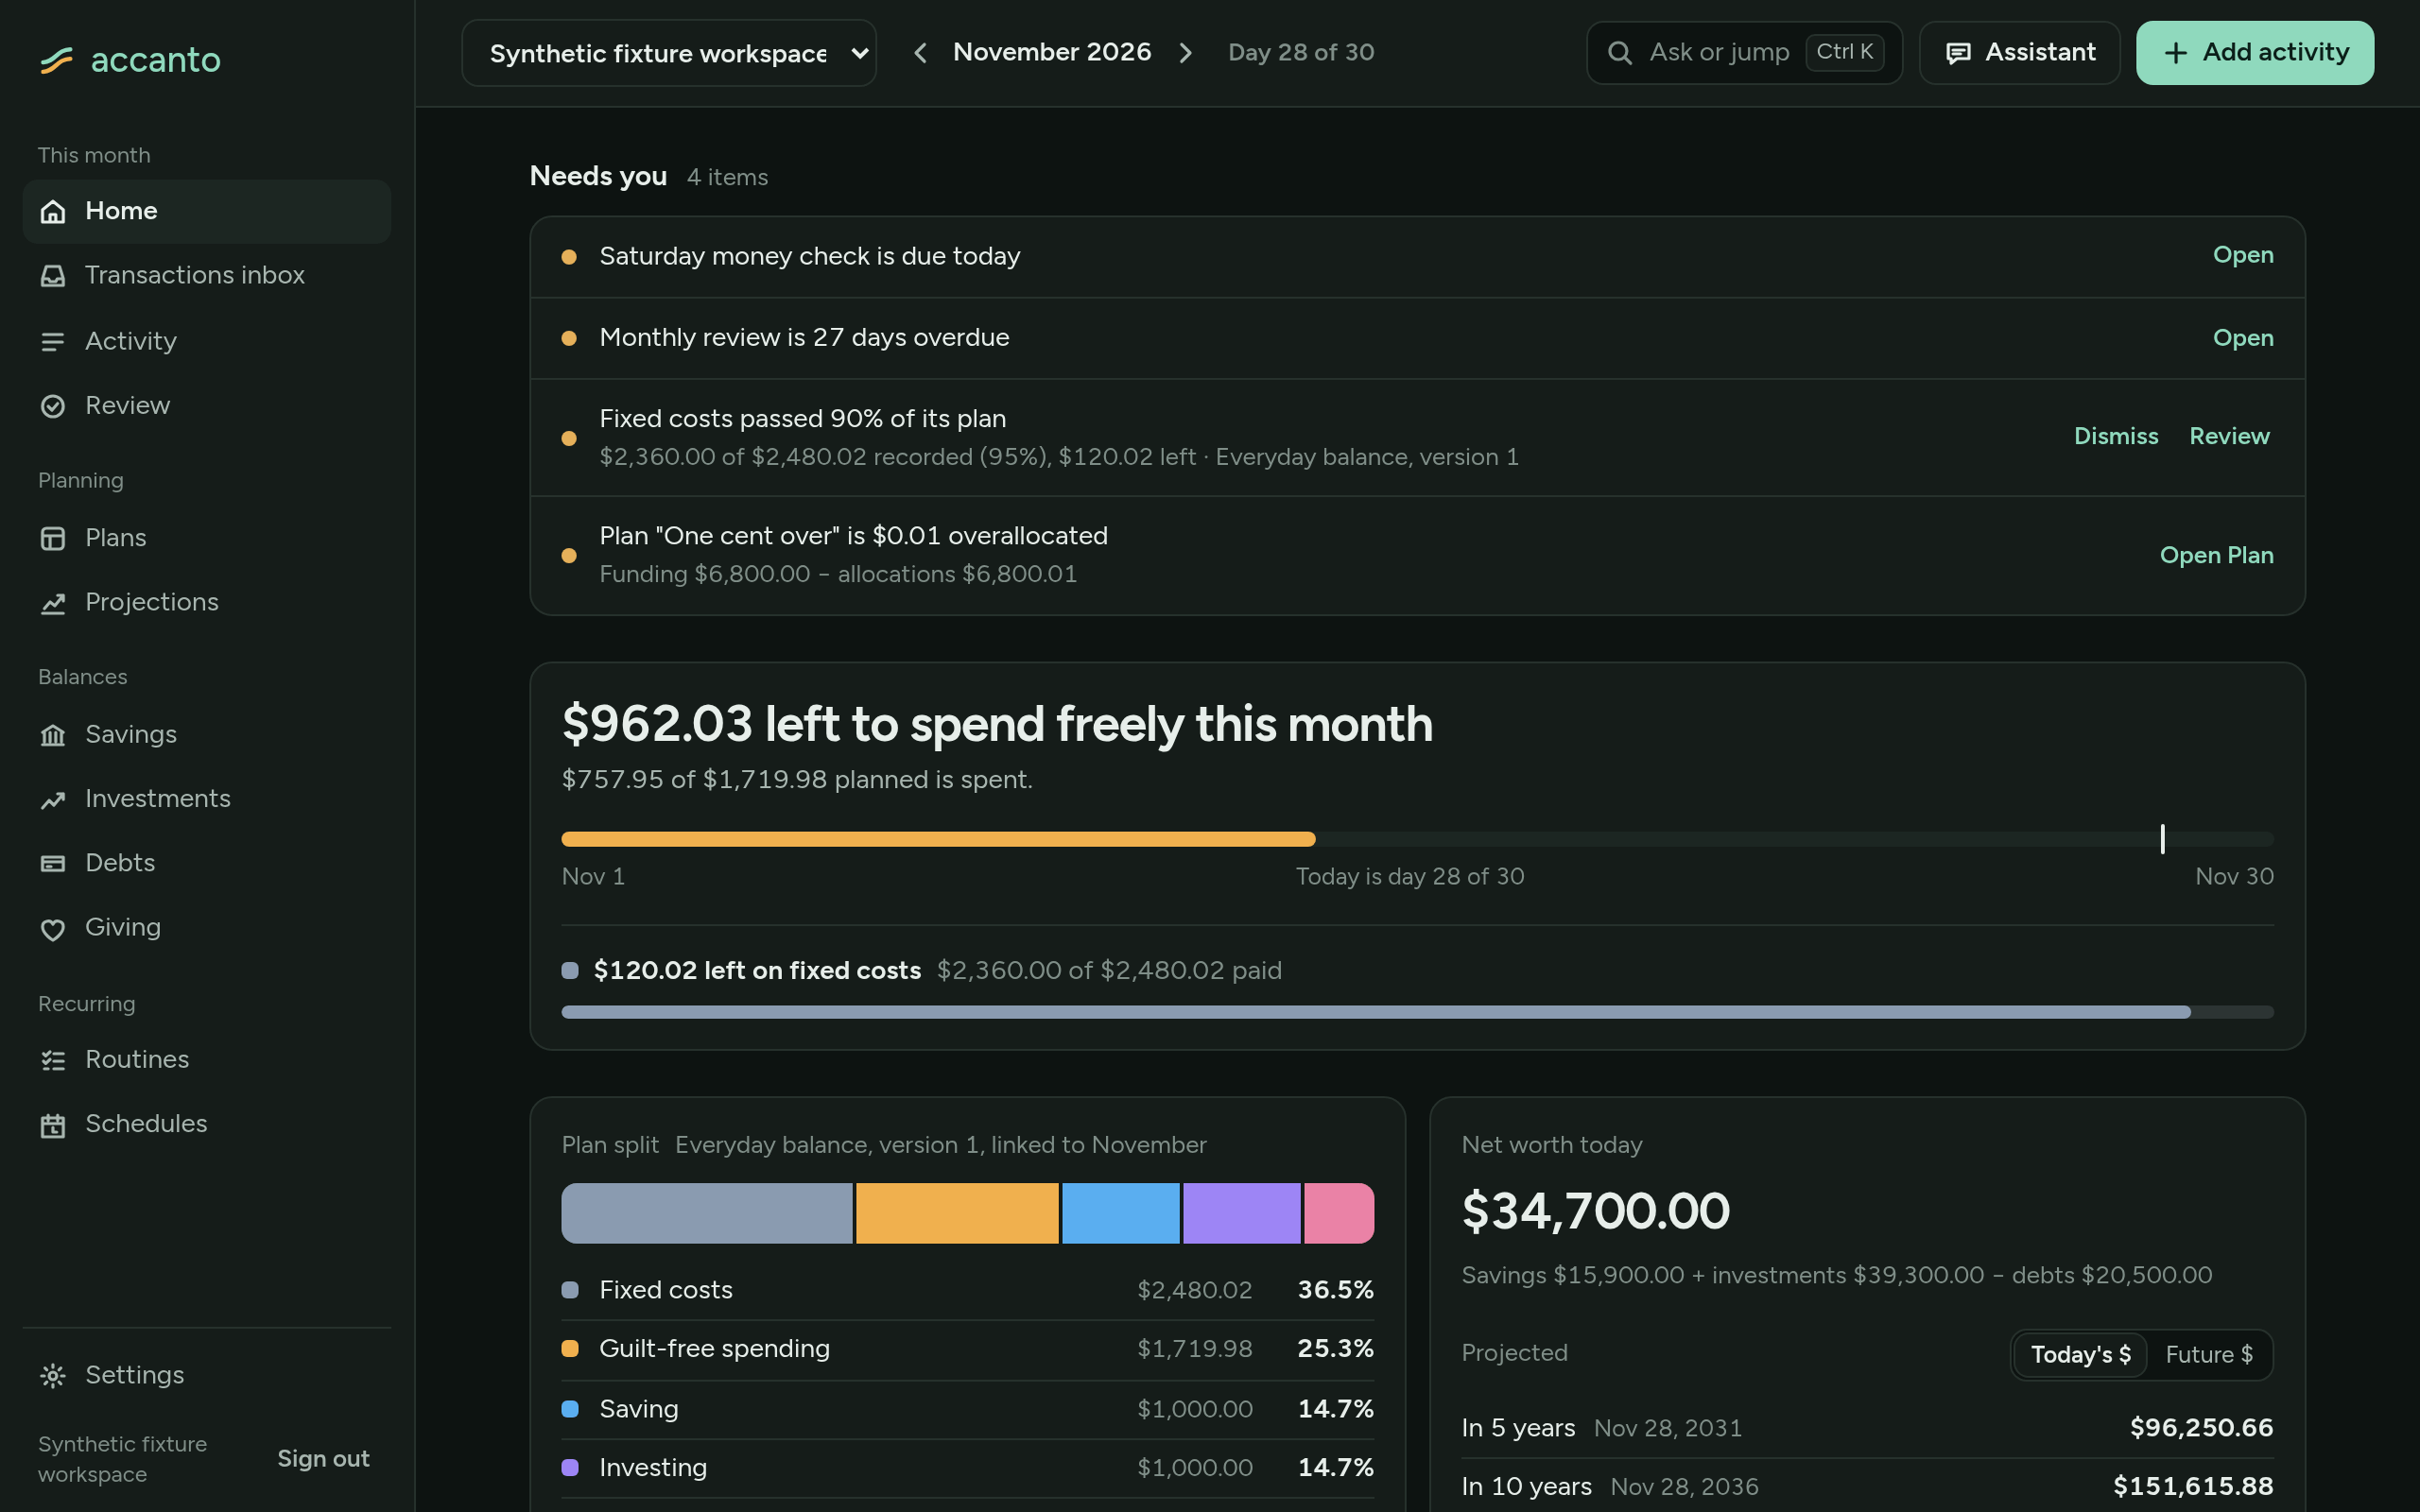 accanto
This month
Home
Transactions inbox
Activity
Review
Planning
Plans
Projections
Balances
Savings
Investments
Debts
Giving
Recurring
Routines
Schedules
Settings
Synthetic fixture
workspace
Sign out
Synthetic fixture workspace
November 2026
Day 28 of 30
Ask or jump
Ctrl K
Assistant
Add activity
Needs you 4 items
Saturday money check is due today
Open
Monthly review is 27 days overdue
Open
Fixed costs passed 90% of its plan
$2,360.00 of $2,480.02 recorded (95%), $120.02 left · Everyday balance, version 1
Dismiss
Review
Plan "One cent over" is $0.01 overallocated
Funding $6,800.00 − allocations $6,800.01
Open Plan
$962.03 left to spend freely this month
$757.95 of $1,719.98 planned is spent.
Nov 1
Today is day 28 of 30
Nov 30
$120.02 left on fixed costs $2,360.00 of $2,480.02 paid
Plan split Everyday balance, version 1, linked to November
Fixed costs $2,480.02 36.5%
Guilt-free spending $1,719.98 25.3%
Saving $1,000.00 14.7%
Investing $1,000.00 14.7%
Net worth today
$34,700.00
Savings $15,900.00 + investments $39,300.00 − debts $20,500.00
Projected
Today's $
Future $
In 5 years Nov 28, 2031 $96,250.66
In 10 years Nov 28, 2036 $151,615.88